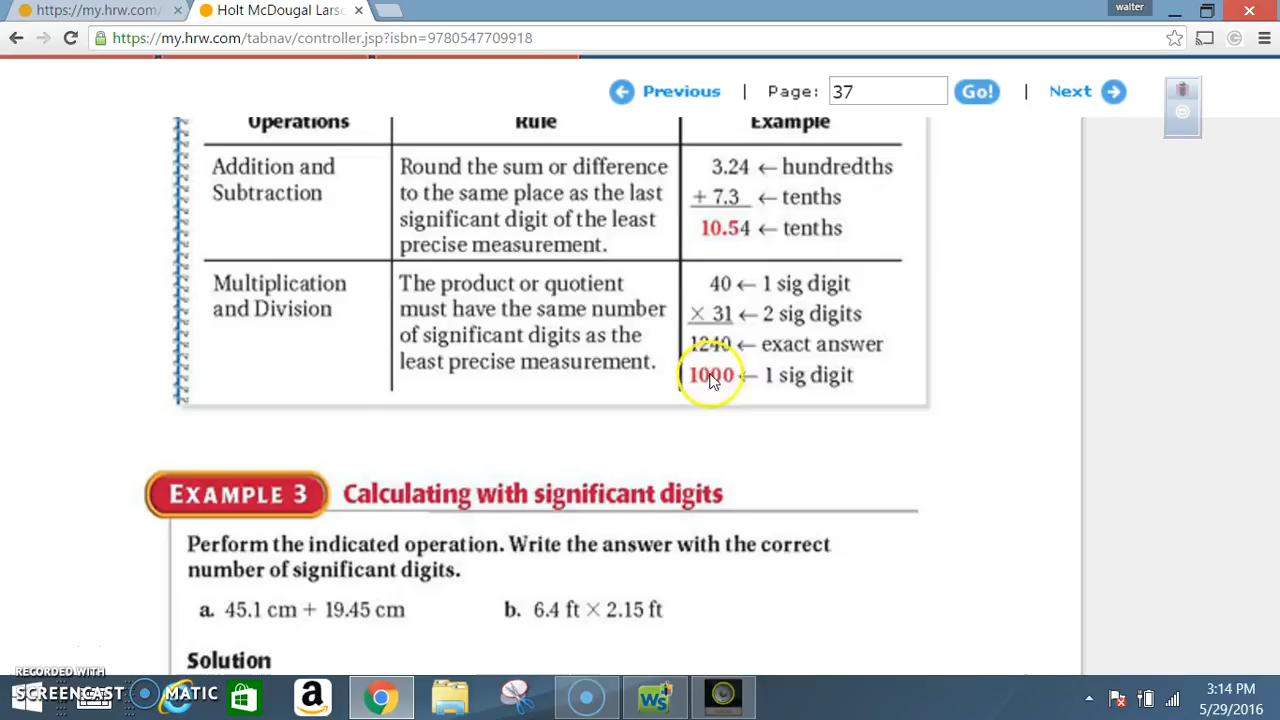 walter
https://my.hrw.com/tabnav/ ×
Holt McDougal Lars ×
https://my.hrw.com/tabnav/controller.jsp?isbn=9780547709918
Previous | Page: 37 Go! | Next
Operations Rule Example
Addition and Subtraction
Round the sum or difference
to the same place as the last
significant digit of the least
precise measurement.
3.24 ← hundredths
+ 7.3 ← tenths
10.54 ← tenths
Multiplication
and Division
The product or quotient
must have the same number
of significant digits as the
least precise measurement.
40 ← 1 sig digit
× 31 ← 2 sig digits
1240 ← exact answer
1000 ← 1 sig digit
EXAMPLE 3 Calculating with significant digits
Perform the indicated operation. Write the answer with the correct
number of significant digits.
a. 45.1 cm + 19.45 cm b. 6.4 ft × 2.15 ft
Solution
RECORDED WITH
SCREENCAST MATIC
3:14 PM
5/29/2016